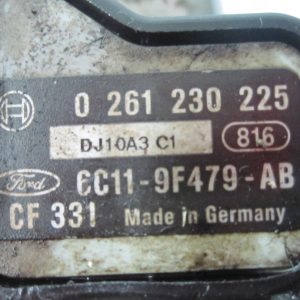 0 261 230 225
DJ10A3 C1 816
Ford 6C11-9F479-AB
CF 331 Made in Germany